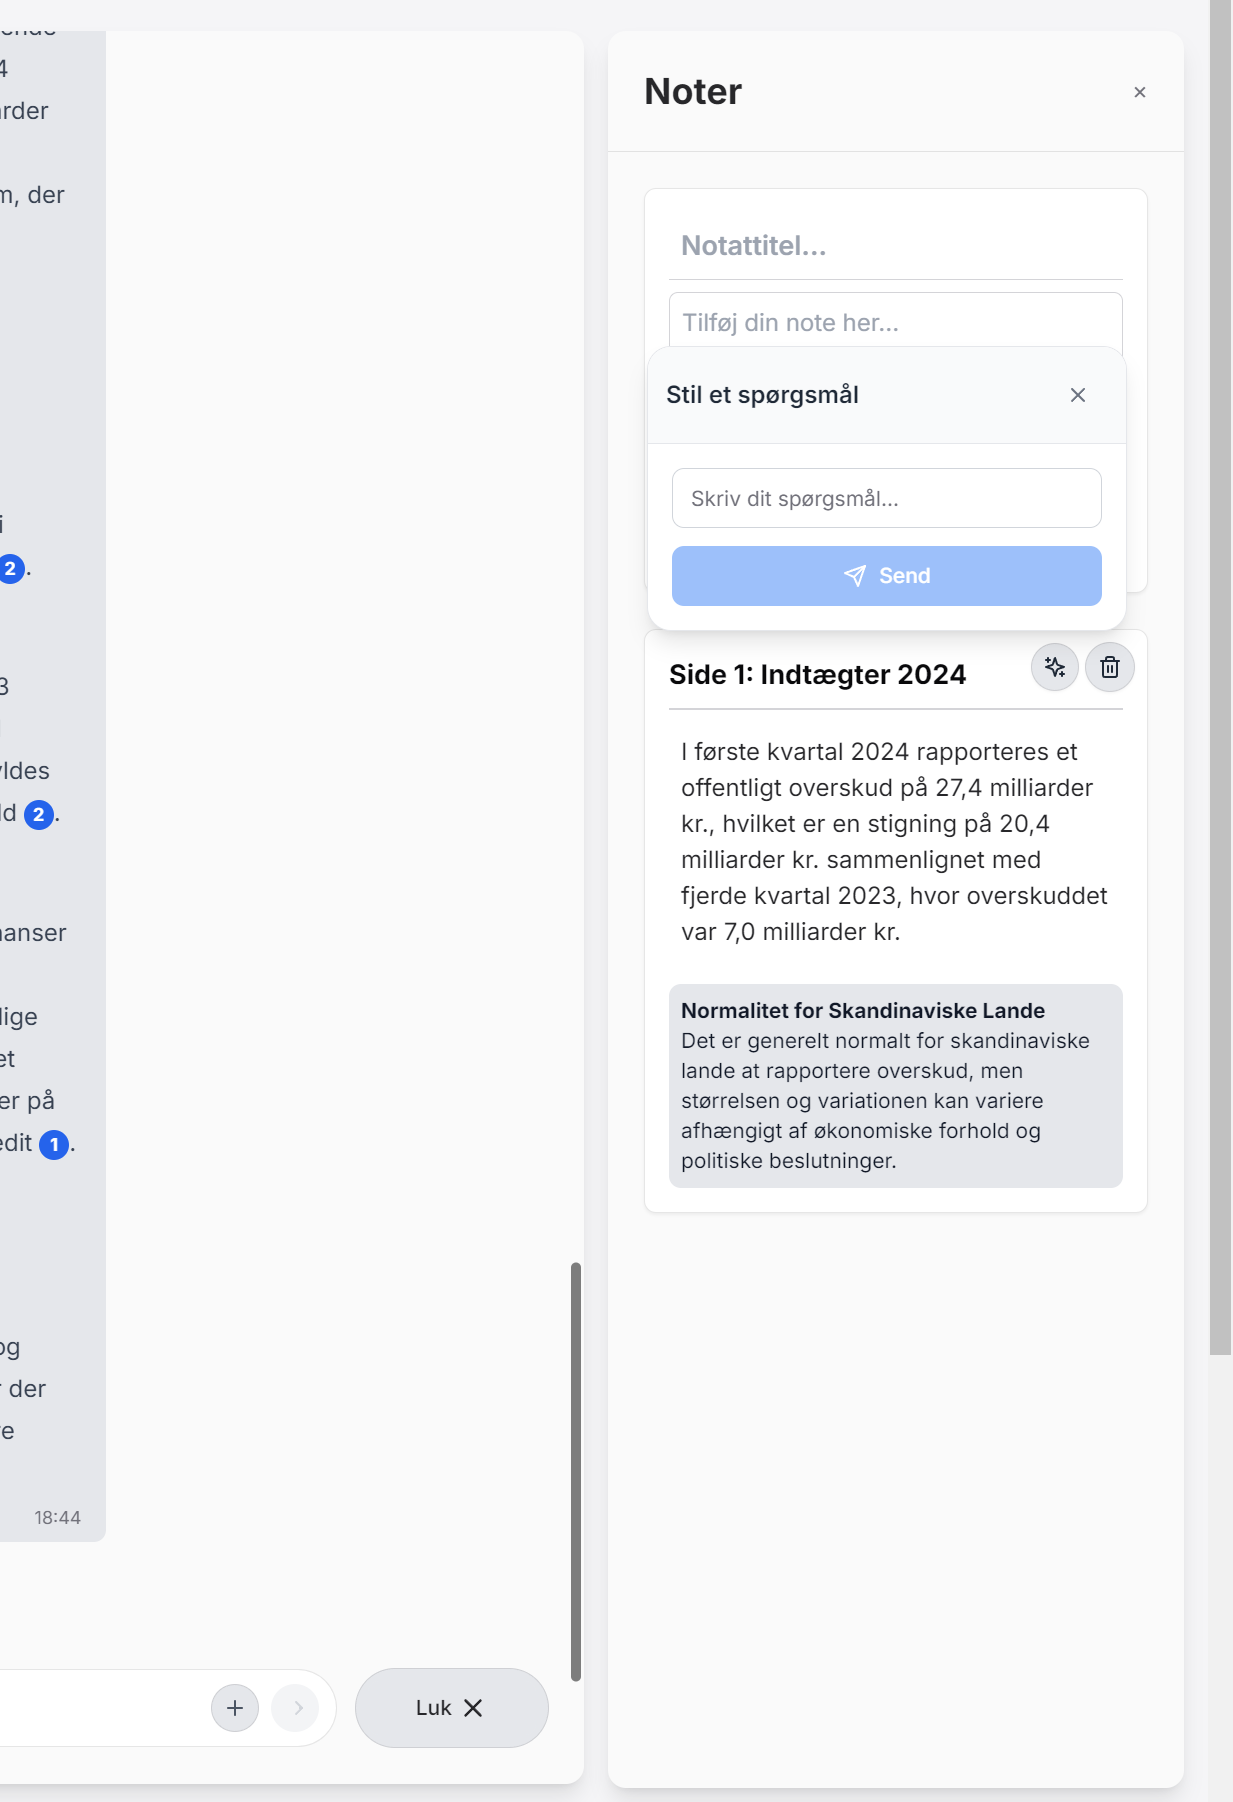 4
arder
m, der
i
2.
3
yldes
ld 2.
nanser
lige
et
er på
edit 1.
og
der
re
18:44
Luk
Noter
Notattitel...
Tilføj din note her...
Stil et spørgsmål
Skriv dit spørgsmål...
Send
Side 1: Indtægter 2024
I første kvartal 2024 rapporteres et
offentligt overskud på 27,4 milliarder
kr., hvilket er en stigning på 20,4
milliarder kr. sammenlignet med
fjerde kvartal 2023, hvor overskuddet
var 7,0 milliarder kr.
Normalitet for Skandinaviske Lande
Det er generelt normalt for skandinaviske
lande at rapportere overskud, men
størrelsen og variationen kan variere
afhængigt af økonomiske forhold og
politiske beslutninger.